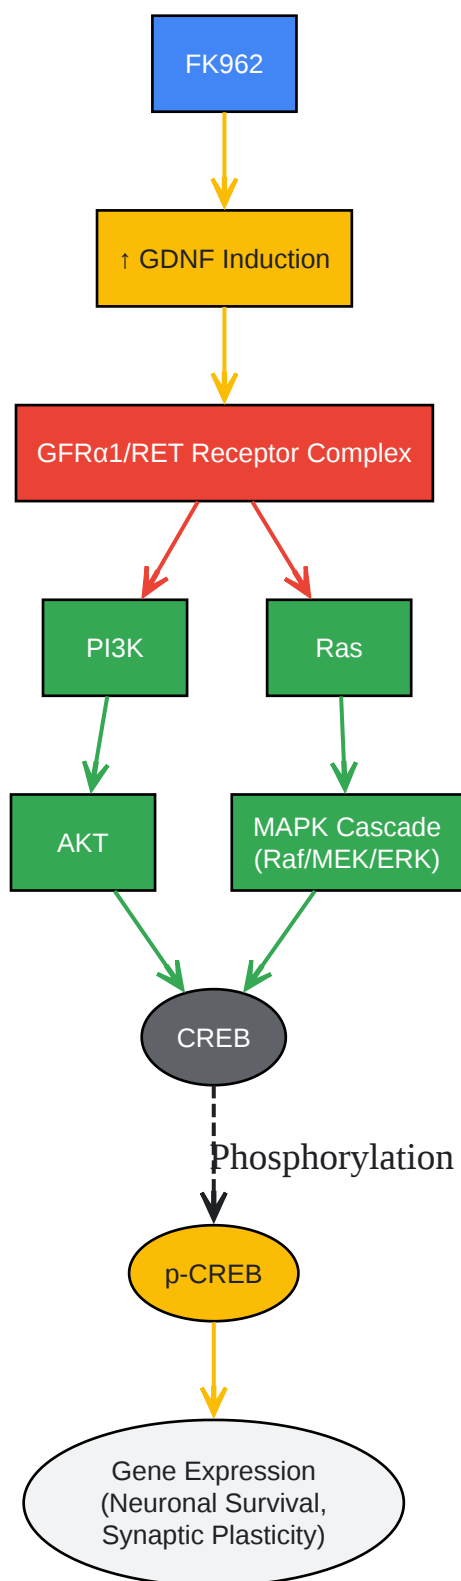 FK962
↑ GDNF Induction
GFRα1/RET Receptor Complex
PI3K
Ras
AKT
MAPK Cascade
(Raf/MEK/ERK)
CREB
Phosphorylation
p-CREB
Gene Expression
(Neuronal Survival,
Synaptic Plasticity)